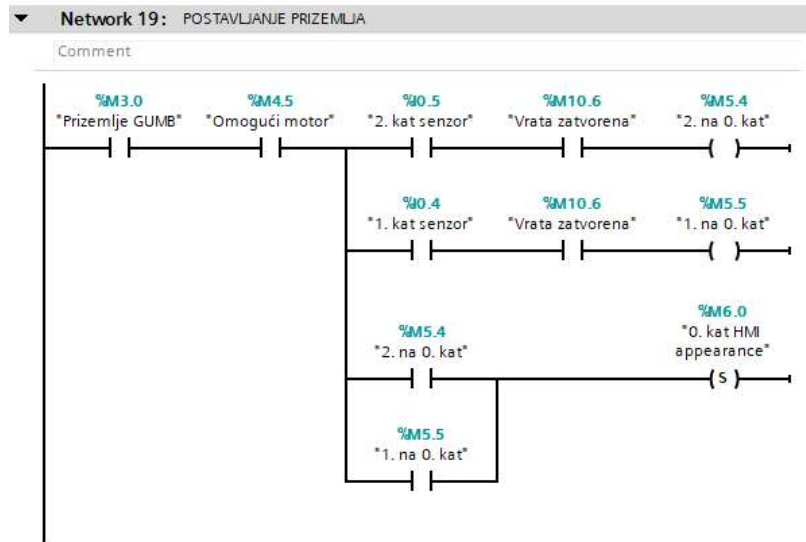 Network 19: POSTAVLJANJE PRIZEMLJA
Comment
%M3.0 %M4.5 %I0.5 %M10.6 %M5.4
"Prizemlje GUMB" "Omogući motor" "2. kat senzor" "Vrata zatvorena" "2. na 0. kat"
%I0.4 %M10.6 %M5.5
"1. kat senzor" "Vrata zatvorena" "1. na 0. kat"
%M6.0
"0. kat HMI
appearance"
%M5.4
"2. na 0. kat"
S
%M5.5
"1. na 0. kat"